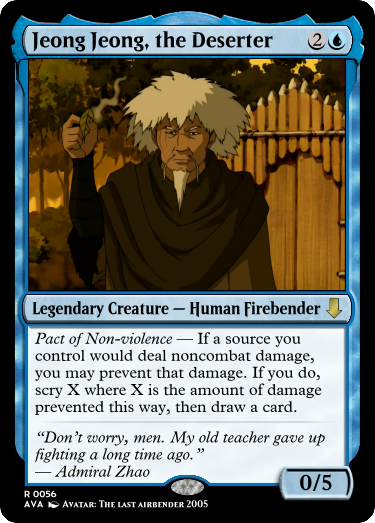 Jeong Jeong, the Deserter 2
Legendary Creature — Human Firebender
Pact of Non-violence — If a source you
control would deal noncombat damage,
you may prevent that damage. If you do,
scry X where X is the amount of damage
prevented this way, then draw a card.
“Don’t worry, men. My old teacher gave up
fighting a long time ago.”
— Admiral Zhao
0/5
R 0056
AVA Avatar: The last airbender 2005